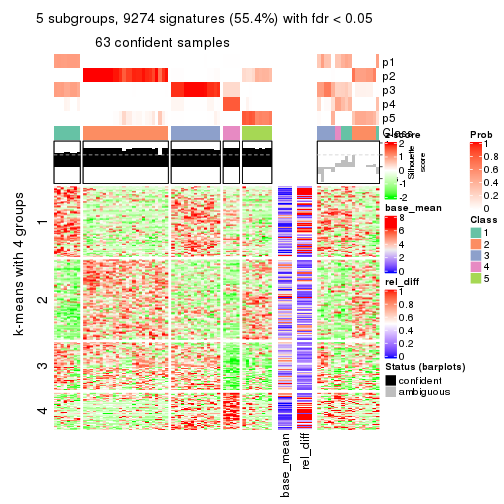 5 subgroups, 9274 signatures (55.4%) with fdr < 0.05
63 confident samples
p1
p2
p3
p4
p5
Class
1
2
3
4
k-means with 4 groups
base_mean
rel_diff
z-score
2
1
0
-1
-2
Silhouette
score
base_mean
8
6
4
2
0
rel_diff
1
0.8
0.6
0.4
0.2
0
Status (barplots)
confident
ambiguous
Prob
1
0.8
0.6
0.4
0.2
0
Class
1
2
3
4
5